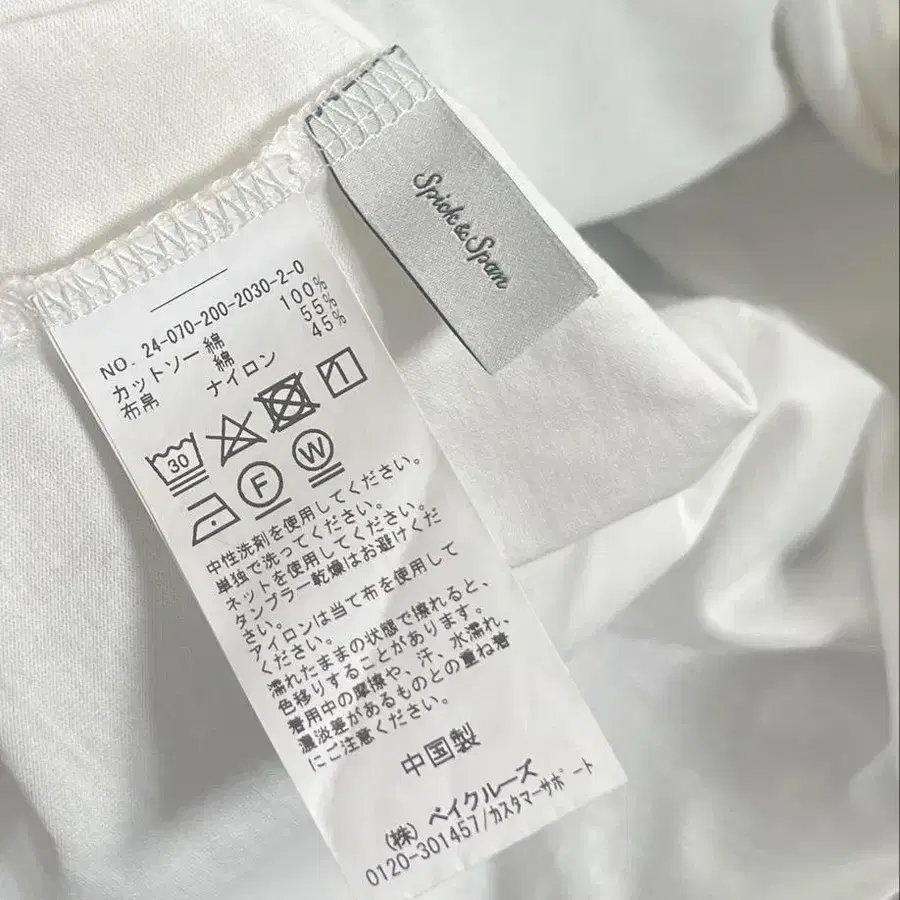 Spick & Span
NO. 24-070-200-2030-2-0
カットソー 綿 100%
綿 55%
布帛 ナイロン 45%
30
1
F
W
中性洗剤を使用してください。
単独で洗ってください。
ネットを使用してください。
タンブラー乾燥はお避けくだ
さい。
アイロンは当て布を使用して
ください。
濡れたままの状態で擦れると、
色移りすることがあります。
着用中の摩擦や、汗、水濡れ、
濃淡差があるものとの重ね着
にご注意ください。
中国製
(株) ベイクルーズ
0120-301457/カスタマーサポート